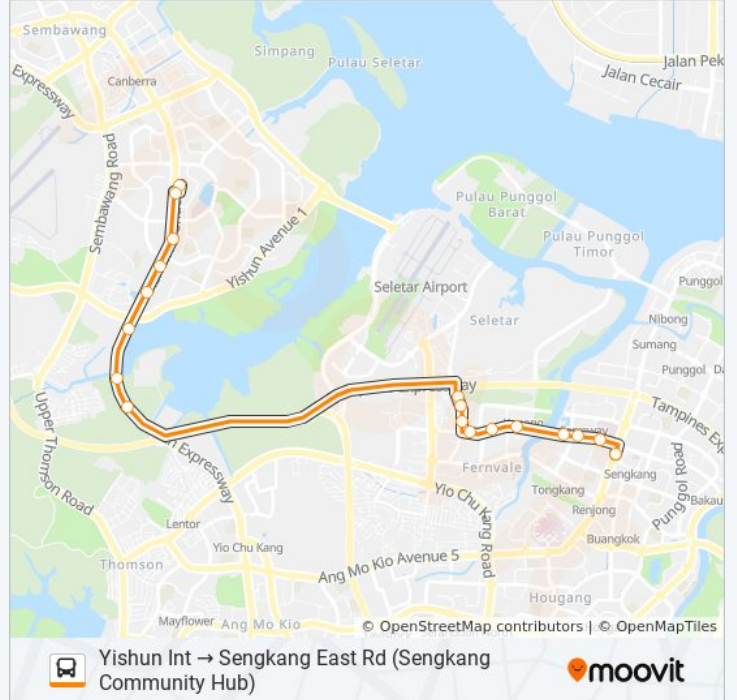 Sembawang
Simpang
Pulau Seletar
Jalan Pek
Canberra
Jalan Cecair
Expressway
Sembawang Road
Pulau Punggol
Barat
Yishun Avenue 1
Pulau Punggol
Timor
Seletar Airport
Punggol
Seletar
Nibong
Sumang
Punggol
Upper Thomson Road
Tampines
Expressway
Fernvale
Sengkang
Yio Chu Kang Road
Tongkang
Punggol Road
Renjong
Bakau
Lentor
Buangkok
Yio Chu Kang
Thomson
Ang Mo Kio Avenue 5
Hougang
Mayflower
Ang Mo Kio
© OpenStreetMap contributors | © OpenMapTiles
Yishun Int → Sengkang East Rd (Sengkang
Community Hub)
moovit